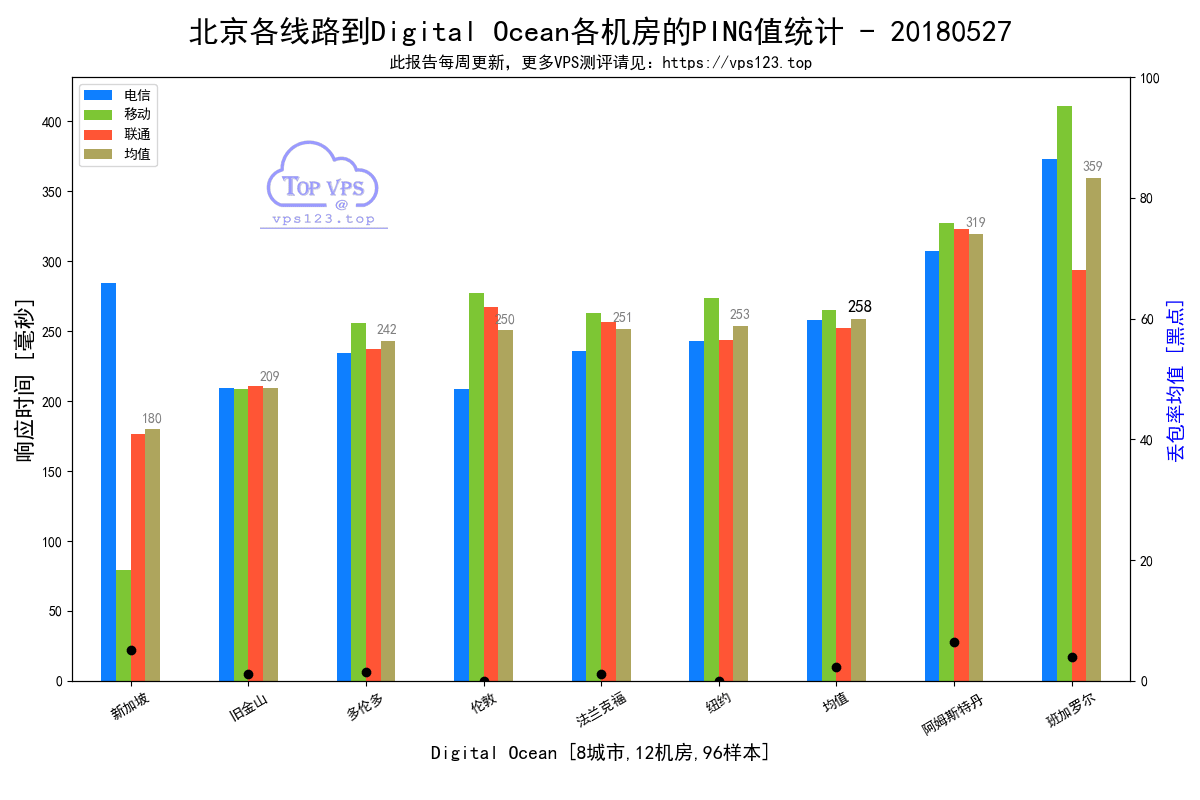 北京各线路到Digital Ocean各机房的PING值统计 - 20180527
此报告每周更新，更多VPS测评请见：https://vps123.top
电信
移动
联通
均值
TOP VPS
@
vps123.top
响应时间 [毫秒]
400
350
300
250
200
150
100
50
0
180
209
242
250
251
253
258
319
359
100
80
60
40
20
0
丢包率均值 [黑点]
新加坡
旧金山
多伦多
伦敦
法兰克福
纽约
均值
阿姆斯特丹
班加罗尔
Digital Ocean [8城市,12机房,96样本]